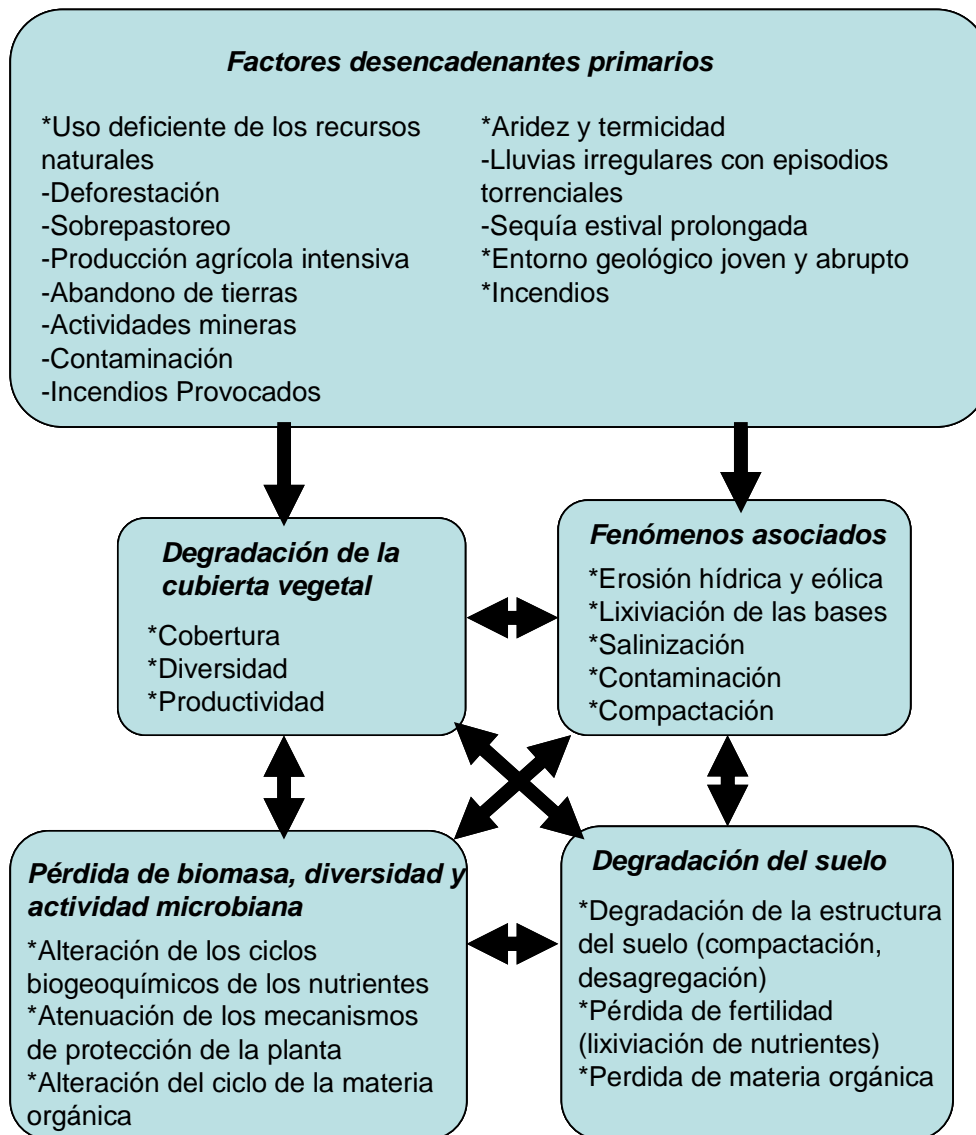 Factores desencadenantes primarios
*Uso deficiente de los recursos
naturales
-Deforestación
-Sobrepastoreo
-Producción agrícola intensiva
-Abandono de tierras
-Actividades mineras
-Contaminación
-Incendios Provocados
*Aridez y termicidad
-Lluvias irregulares con episodios
torrenciales
-Sequía estival prolongada
*Entorno geológico joven y abrupto
*Incendios
Degradación de la
cubierta vegetal
*Cobertura
*Diversidad
*Productividad
Fenómenos asociados
*Erosión hídrica y eólica
*Lixiviación de las bases
*Salinización
*Contaminación
*Compactación
Pérdida de biomasa, diversidad y
actividad microbiana
*Alteración de los ciclos
biogeoquímicos de los nutrientes
*Atenuación de los mecanismos
de protección de la planta
*Alteración del ciclo de la materia
orgánica
Degradación del suelo
*Degradación de la estructura
del suelo (compactación,
desagregación)
*Pérdida de fertilidad
(lixiviación de nutrientes)
*Perdida de materia orgánica